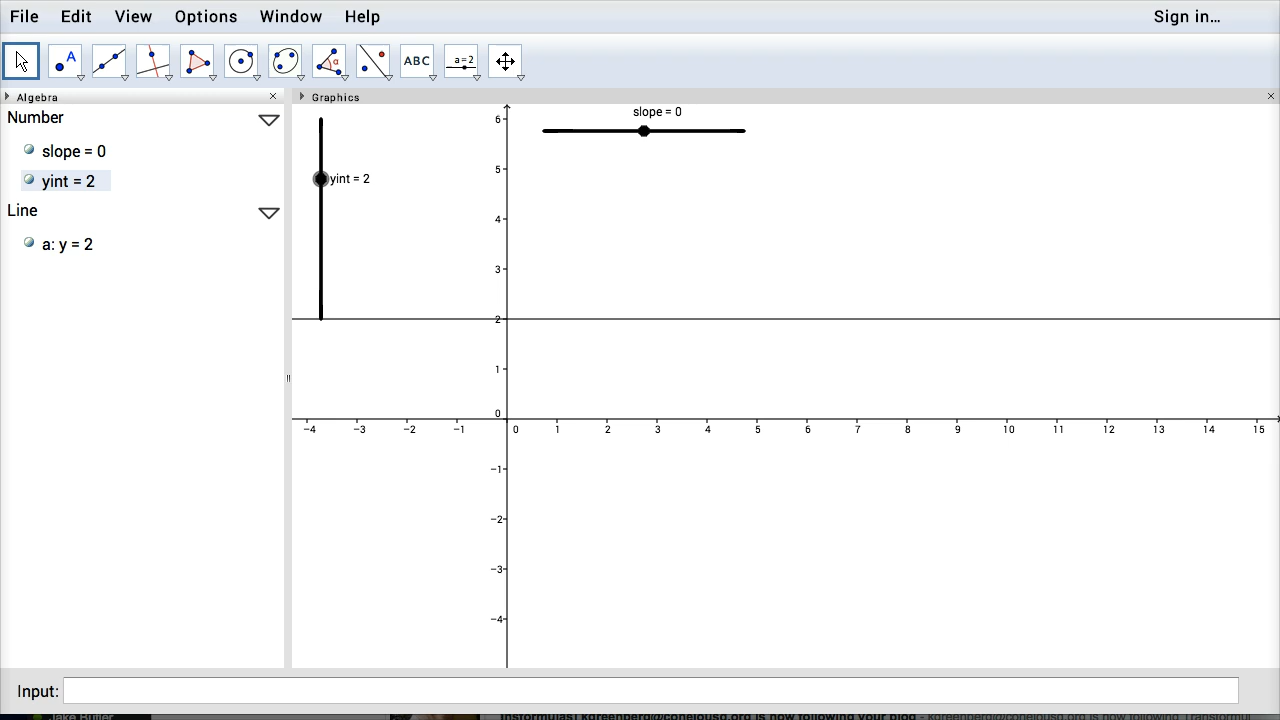 File Edit View Options Window Help Sign in...
A α ABC a=2
Algebra
Graphics
Number
slope = 0
yint = 2
Line
a: y = 2
slope = 0
yint = 2
6
5
4
3
2
1
0
−4 −3 −2 −1 0 1 2 3 4 5 6 7 8 9 10 11 12 13 14 15
−1
−2
−3
−4
Input: